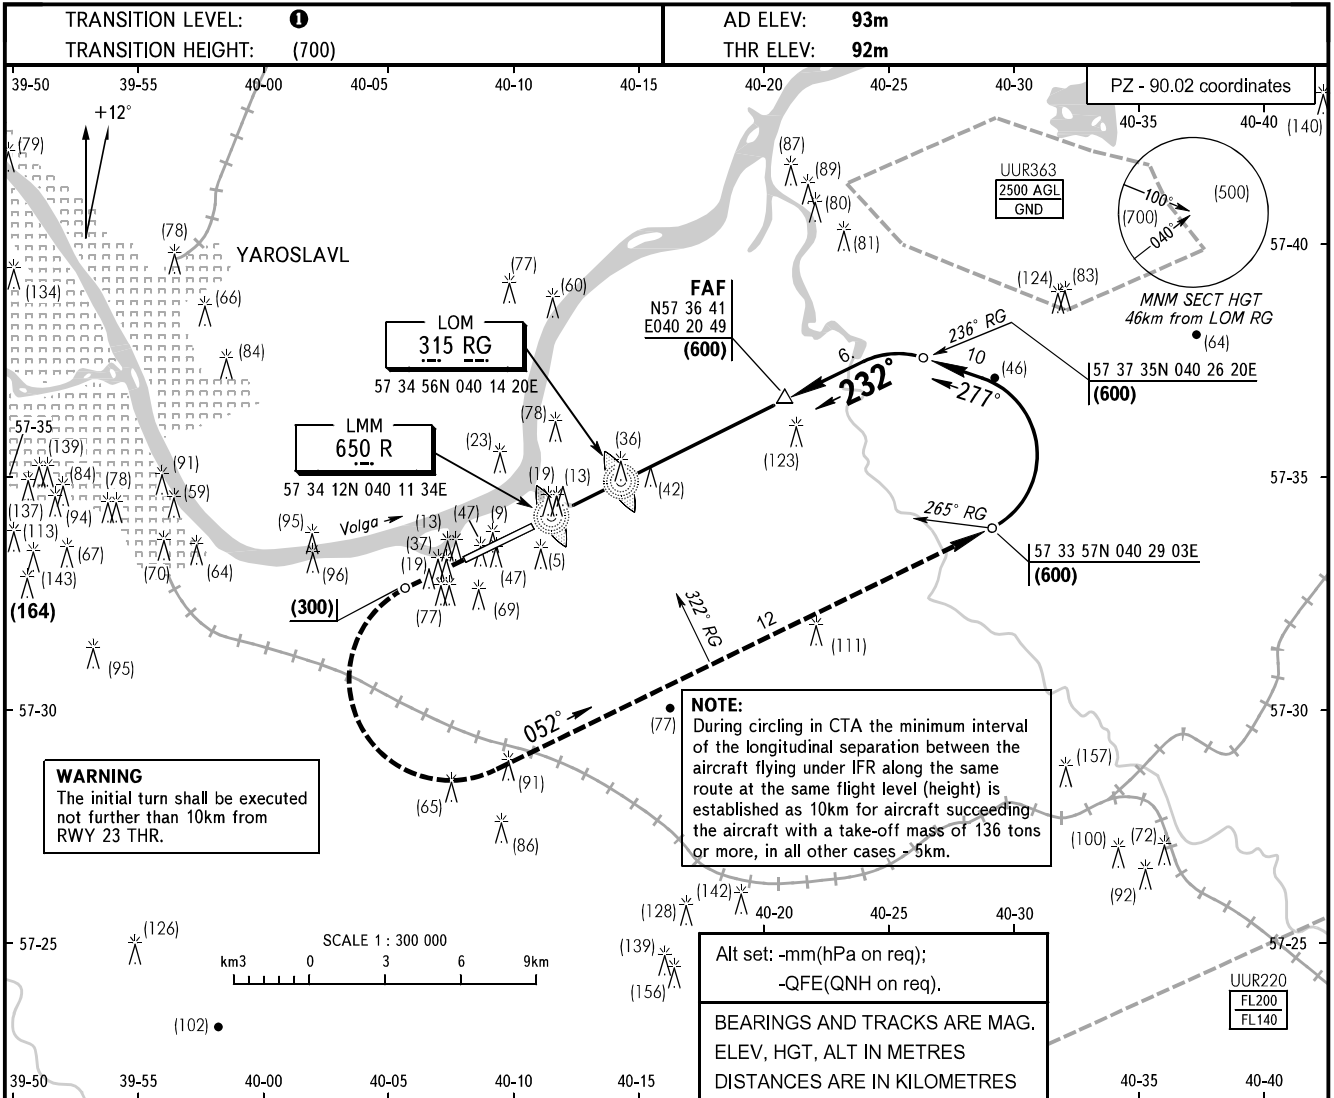 TRANSITION LEVEL: 1
TRANSITION HEIGHT: (700)
AD ELEV: 93m
THR ELEV: 92m
39-50 39-55 40-00 40-05 40-10 40-15 40-20 40-25 40-30
PZ - 90.02 coordinates
40-35 40-40
(140)
+12°
(79)
(78)
YAROSLAVL
(134)
(66)
(84)
(77)
(60)
(87)
(89)
(80)
(81)
UUR363
2500 AGL
GND
(500)
100°
(700)
040°
57-40
(124)
(83)
MNM SECT HGT
46km from LOM RG
(64)
FAF
N57 36 41
E040 20 49
(600)
LOM
315 RG
57 34 56N 040 14 20E
236° RG
6.
10
(46)
232°
277°
57 37 35N 040 26 20E
(600)
(78)
LMM
650 R
57 34 12N 040 11 34E
(23)
(36)
(123)
57-35
(139)
(84)
(78)
(91)
(59)
(137)
(94)
(19)
(13)
(42)
57-35
(113)
(67)
(143)
(164)
(70)
(64)
(95)
Volga
(96)
(13)
(47)
(9)
(37)
(19)
(47)
(5)
(77)
(69)
265° RG
57 33 57N 040 29 03E
(600)
(300)
322° RG
12
(111)
(95)
57-30
052°
(77)
57-30
NOTE:
During circling in CTA the minimum interval
of the longitudinal separation between the
aircraft flying under IFR along the same
route at the same flight level (height) is
established as 10km for aircraft succeeding
the aircraft with a take-off mass of 136 tons
or more, in all other cases - 5km.
(157)
WARNING
The initial turn shall be executed
not further than 10km from
RWY 23 THR.
(65)
(91)
(86)
(100)
(72)
(92)
(142)
(128)
40-20 40-25 40-30
(126)
57-25
SCALE 1 : 300 000
km3 0 3 6 9km
(139)
(156)
57-25
Alt set: -mm(hPa on req);
-QFE(QNH on req).
UUR220
FL200
FL140
(102)
BEARINGS AND TRACKS ARE MAG.
ELEV, HGT, ALT IN METRES
DISTANCES ARE IN KILOMETRES
39-50 39-55 40-00 40-05 40-10 40-15 40-35 40-40